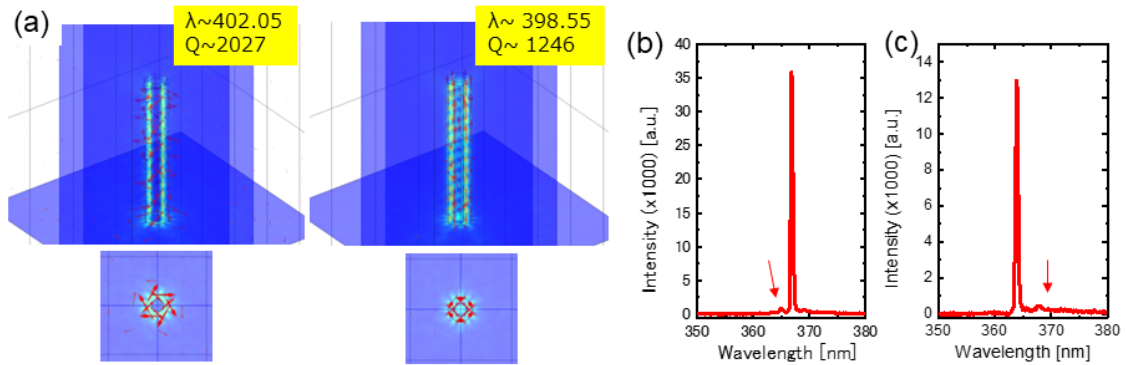 (a)
λ~402.05
Q~2027
λ~ 398.55
Q~ 1246
(b)
Intensity (x1000) [a.u.]
40
35
30
25
20
15
10
5
0
350
360
370
380
Wavelength [nm]
(c)
Intensity (x1000) [a.u.]
14
12
10
8
6
4
2
0
350
360
370
380
Wavelength [nm]